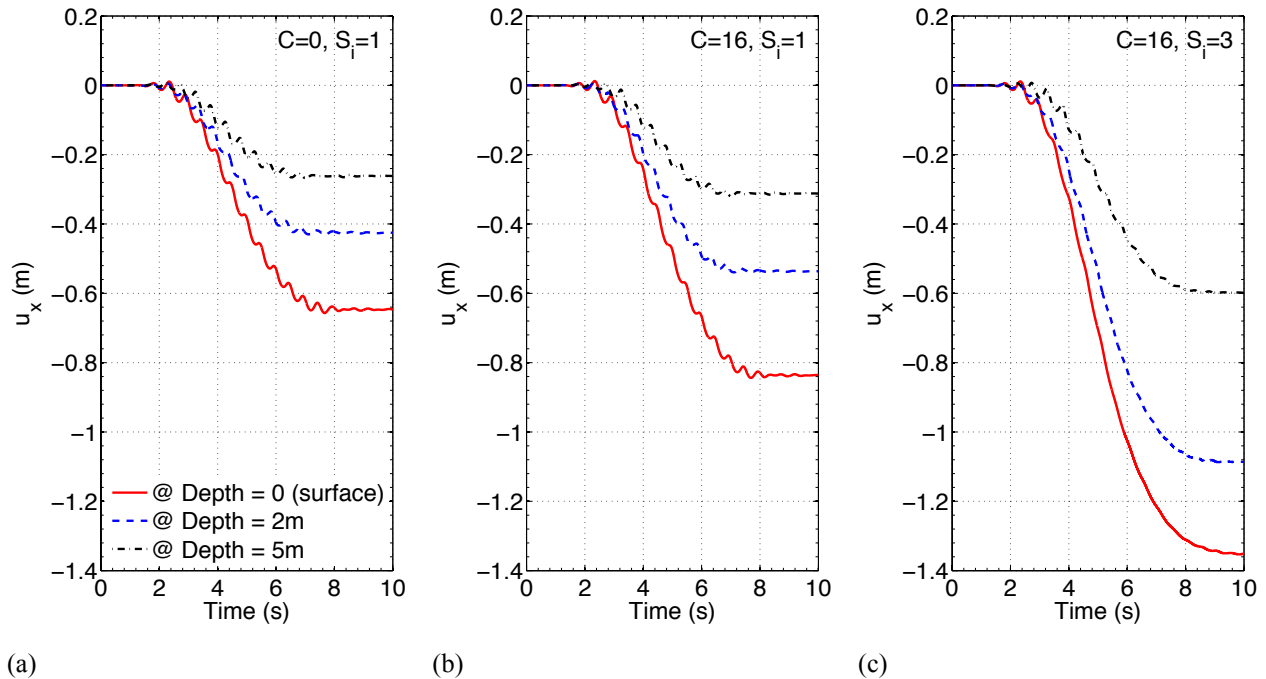 C=0, S_i=1
0.2
0
−0.2
−0.4
−0.6
−0.8
−1
−1.2
−1.4
u_x (m)
@ Depth = 0 (surface)
@ Depth = 2m
@ Depth = 5m
0 2 4 6 8 10
Time (s)
(a)
C=16, S_i=1
0.2
0
−0.2
−0.4
−0.6
−0.8
−1
−1.2
−1.4
u_x (m)
0 2 4 6 8 10
Time (s)
(b)
C=16, S_i=3
0.2
0
−0.2
−0.4
−0.6
−0.8
−1
−1.2
−1.4
u_x (m)
0 2 4 6 8 10
Time (s)
(c)